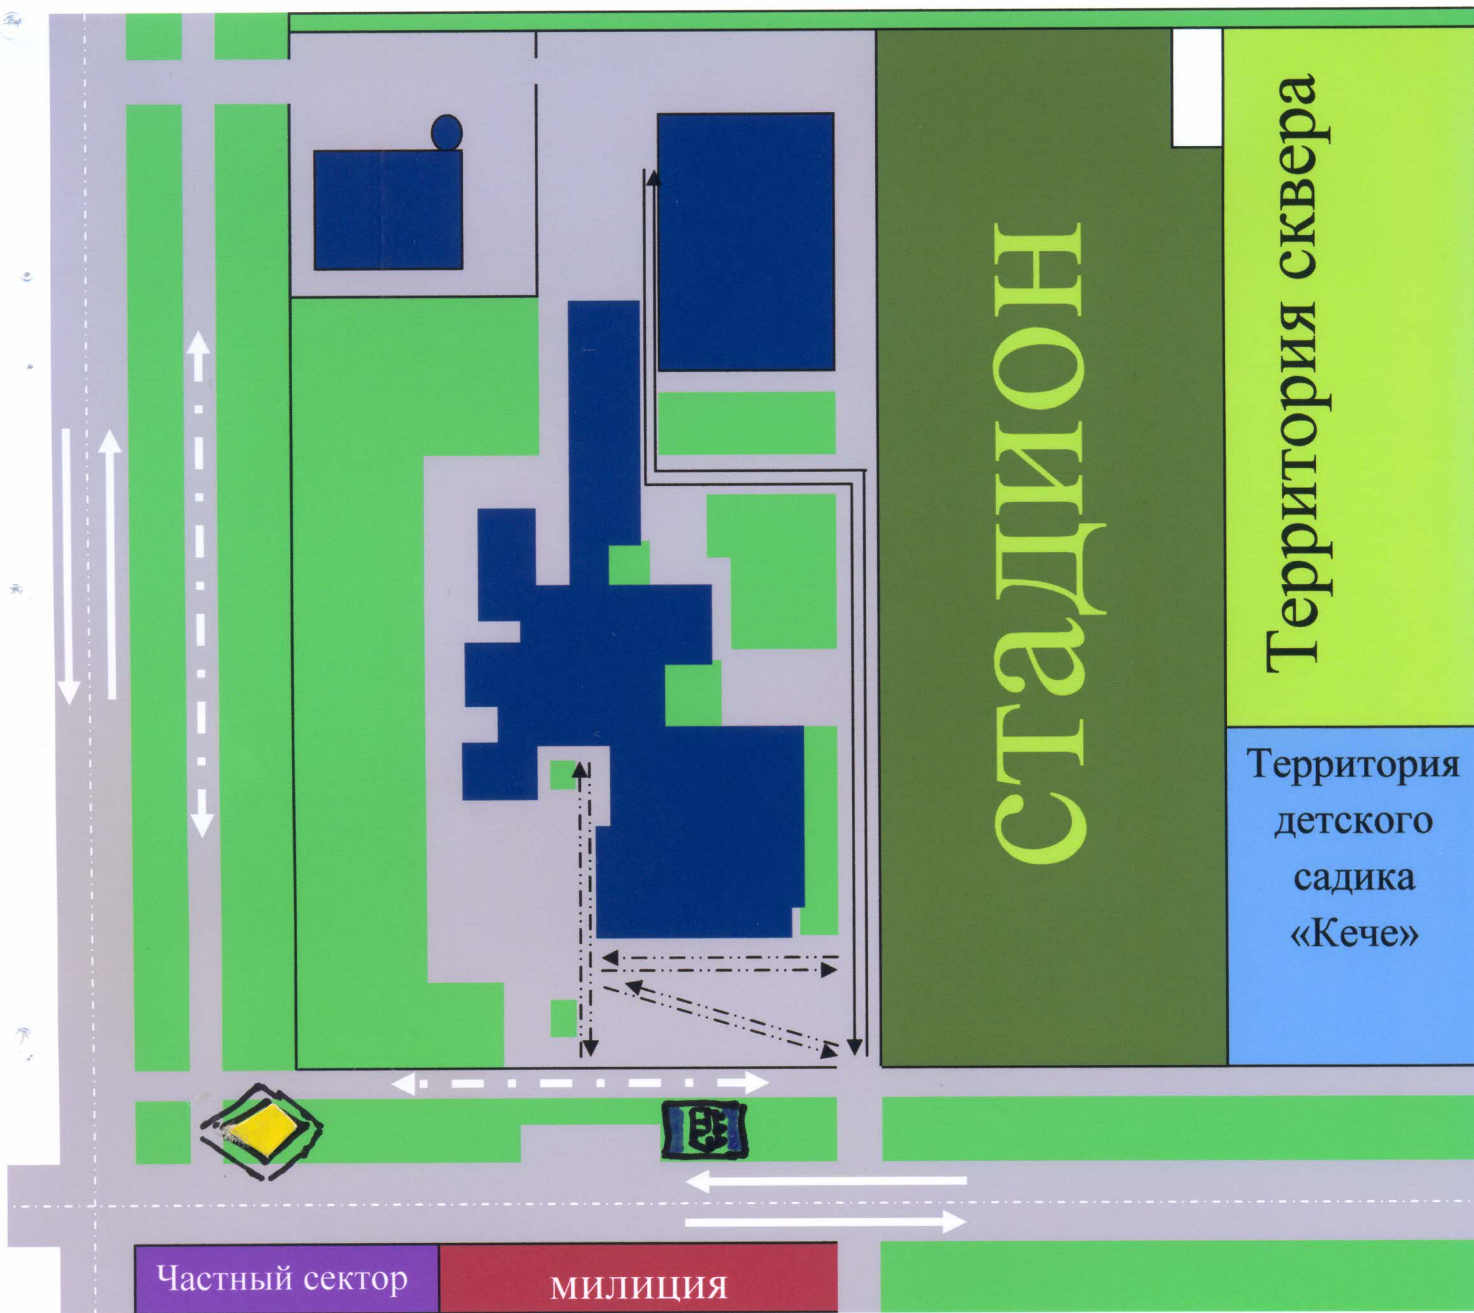 стадион
Территория сквера
Территория
детского
садика
«Кече»
Частный сектор
милиция